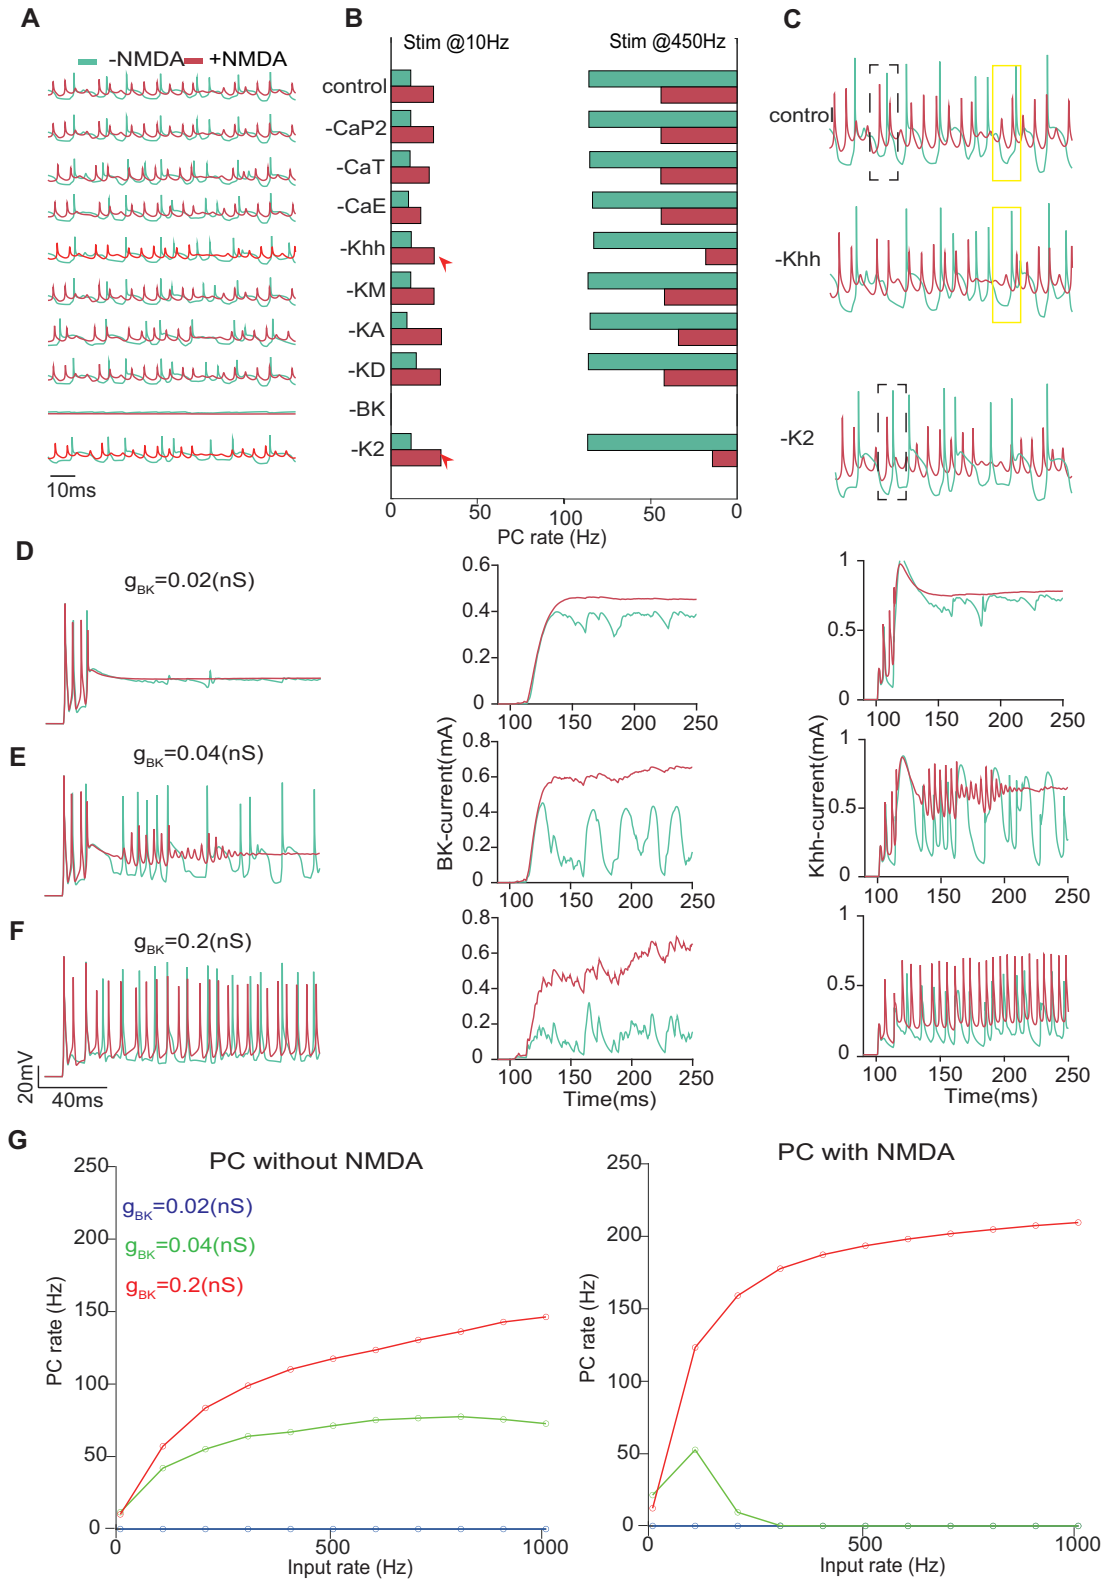 A
B
C
-NMDA
+NMDA
Stim @10Hz
Stim @450Hz
control
-CaP2
-CaT
-CaE
-Khh
-KM
-KA
-KD
-BK
-K2
10ms
0
50
100
50
0
PC rate (Hz)
control
-Khh
-K2
D
gBK=0.02(nS)
0.6
0.4
0.2
0
100
150
200
250
1
0.5
0
100
150
200
250
E
gBK=0.04(nS)
0.8
0.6
0.4
0.2
0
100
150
200
250
BK-current(mA)
1
0.5
0
100
150
200
250
Khh-current(mA)
F
gBK=0.2(nS)
20mV
40ms
0.8
0.6
0.4
0.2
0
100
150
200
250
Time(ms)
1
0.5
0
100
150
200
250
Time(ms)
G
PC without NMDA
gBK=0.02(nS)
gBK=0.04(nS)
gBK=0.2(nS)
250
200
150
100
50
0
PC rate (Hz)
0
500
1000
Input rate (Hz)
PC with NMDA
250
200
150
100
50
0
PC rate (Hz)
0
500
1000
Input rate (Hz)